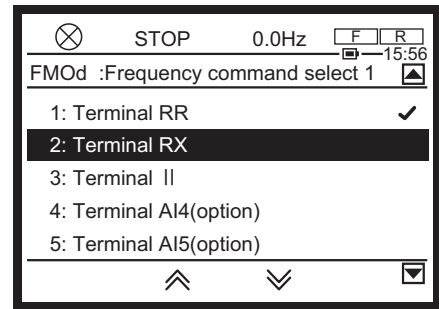 STOP 0.0Hz F R
15:56
FMOd :Frequency command select 1
1: Terminal RR
2: Terminal RX
3: Terminal II
4: Terminal AI4(option)
5: Terminal AI5(option)